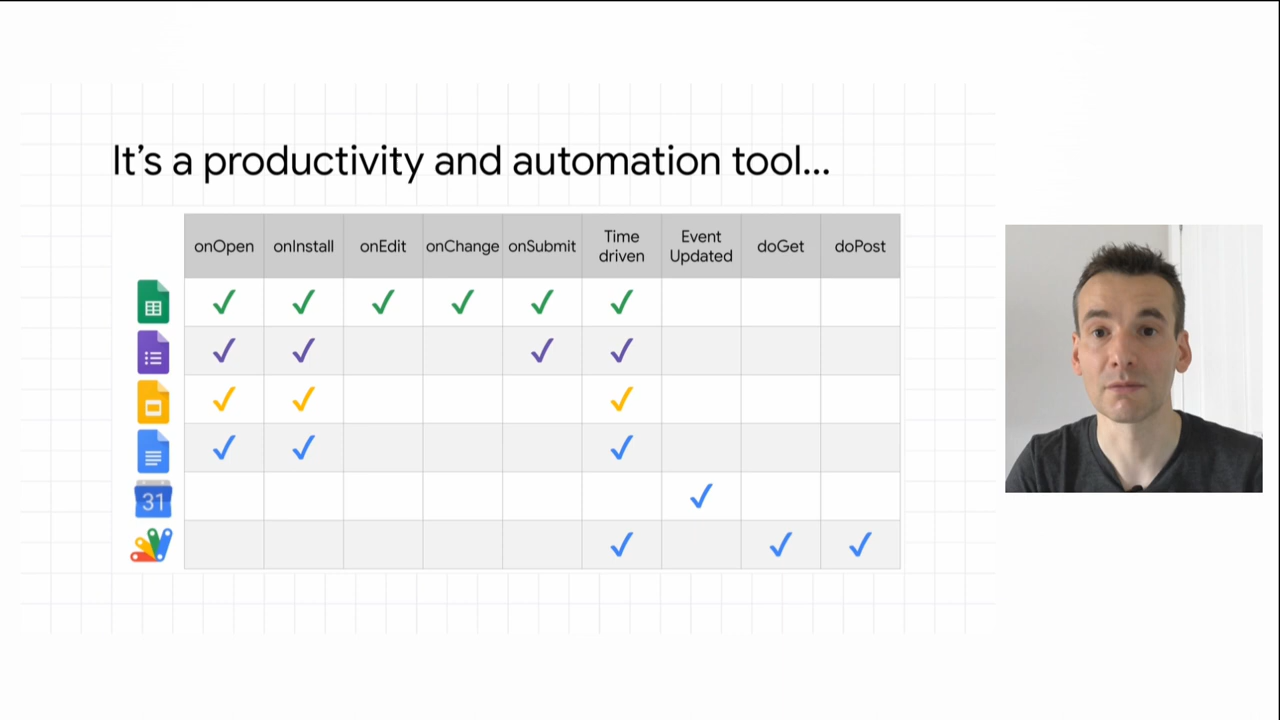 It's a productivity and automation tool...
onOpen onInstall onEdit onChange onSubmit Time driven Event Updated doGet doPost
31